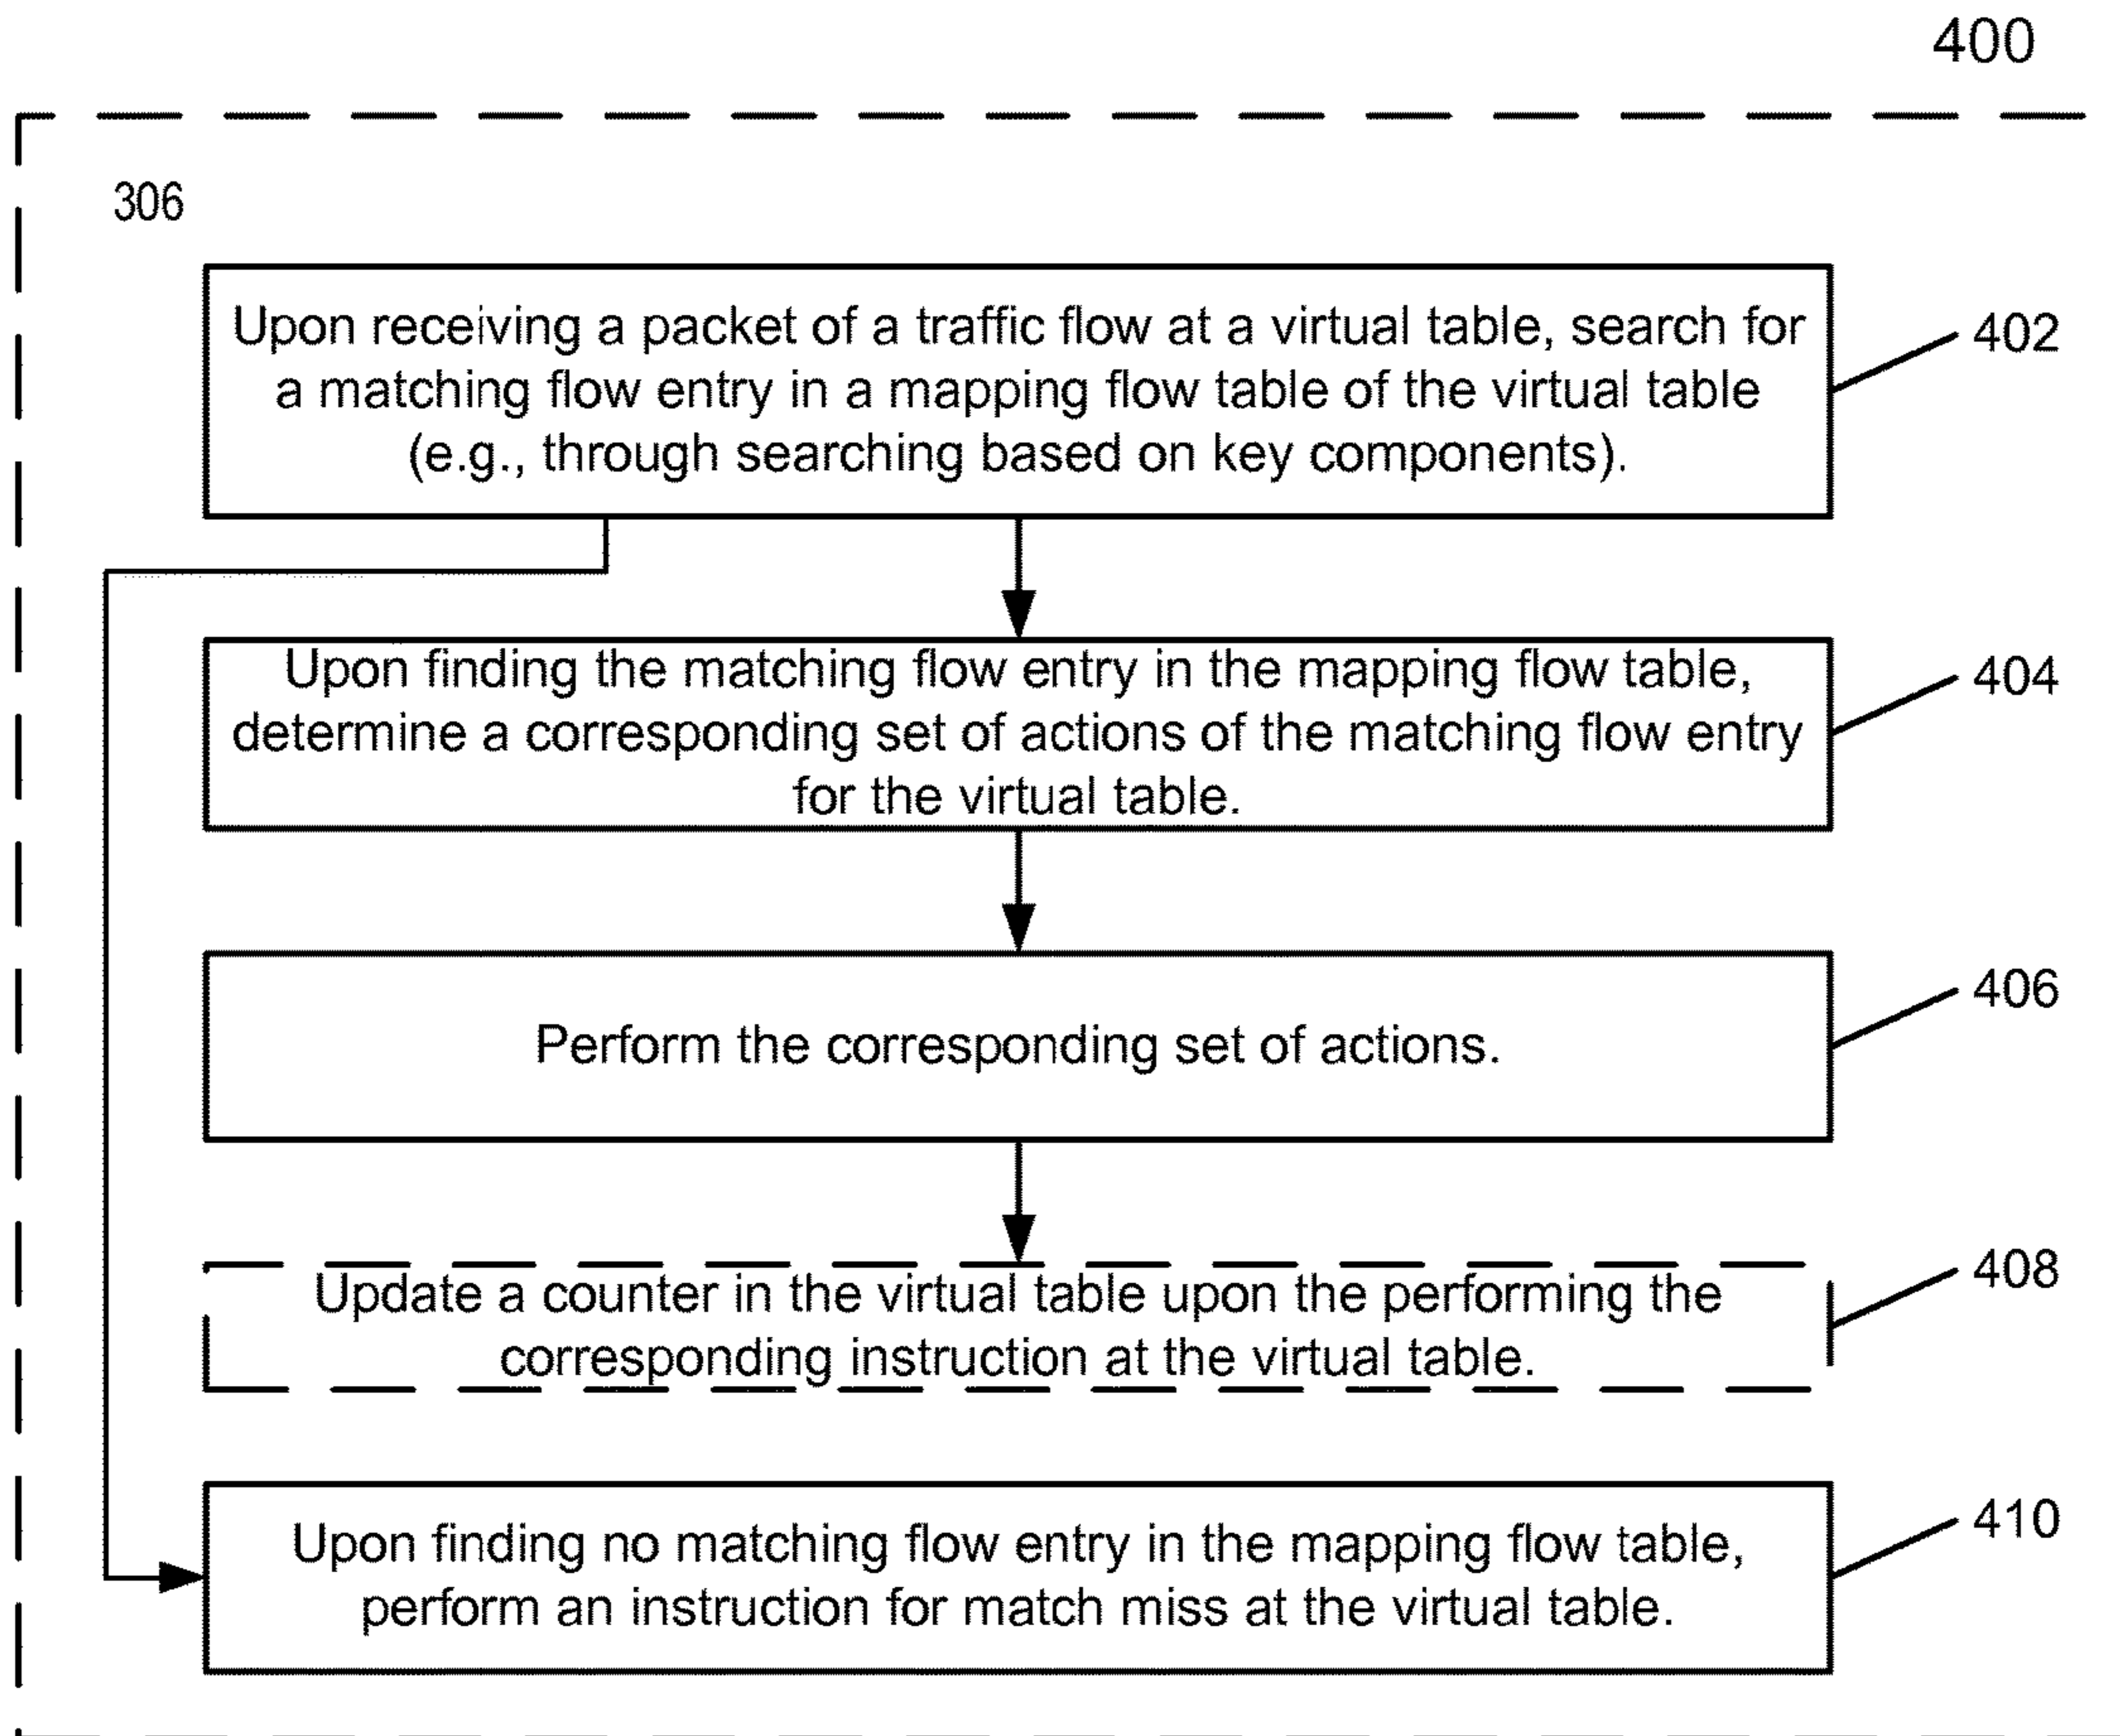 400
306
Upon receiving a packet of a traffic flow at a virtual table, search for
a matching flow entry in a mapping flow table of the virtual table
(e.g., through searching based on key components).
402
Upon finding the matching flow entry in the mapping flow table,
determine a corresponding set of actions of the matching flow entry
for the virtual table.
404
Perform the corresponding set of actions.
406
Update a counter in the virtual table upon the performing the
corresponding instruction at the virtual table.
408
Upon finding no matching flow entry in the mapping flow table,
perform an instruction for match miss at the virtual table.
410